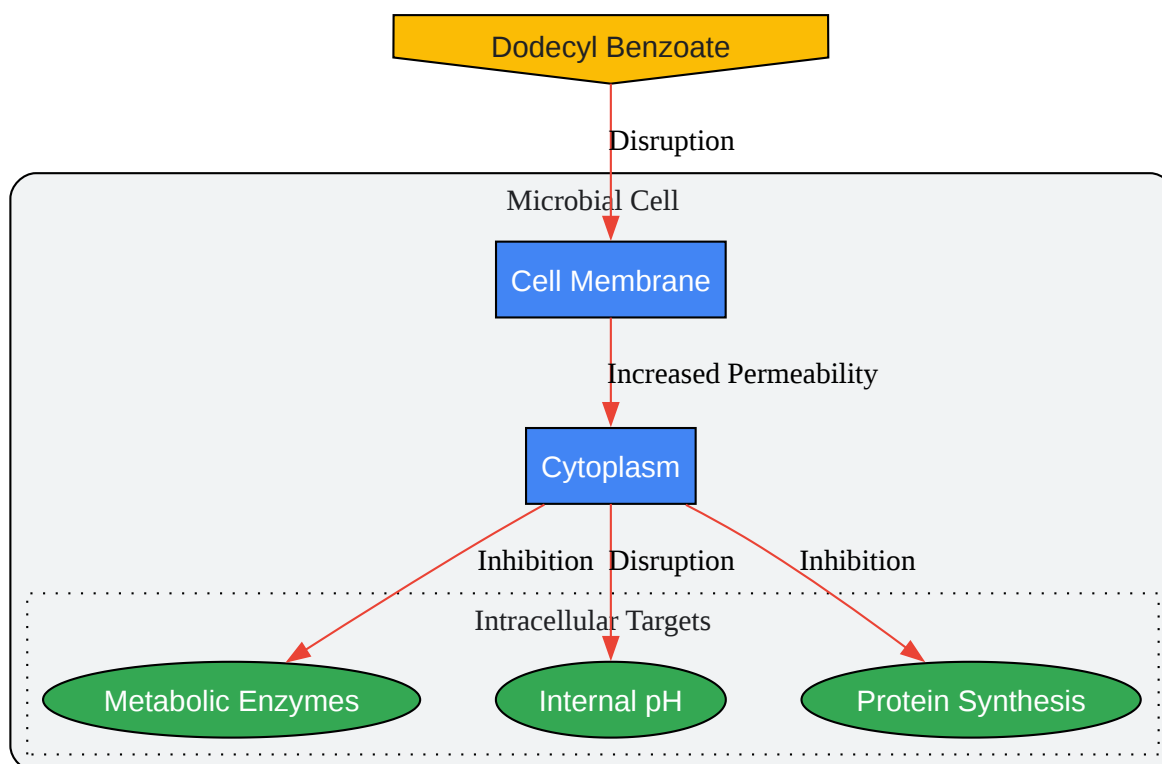 Dodecyl Benzoate
Disruption
Microbial Cell
Cell Membrane
Increased Permeability
Cytoplasm
Inhibition Disruption Inhibition
Intracellular Targets
Metabolic Enzymes Internal pH Protein Synthesis